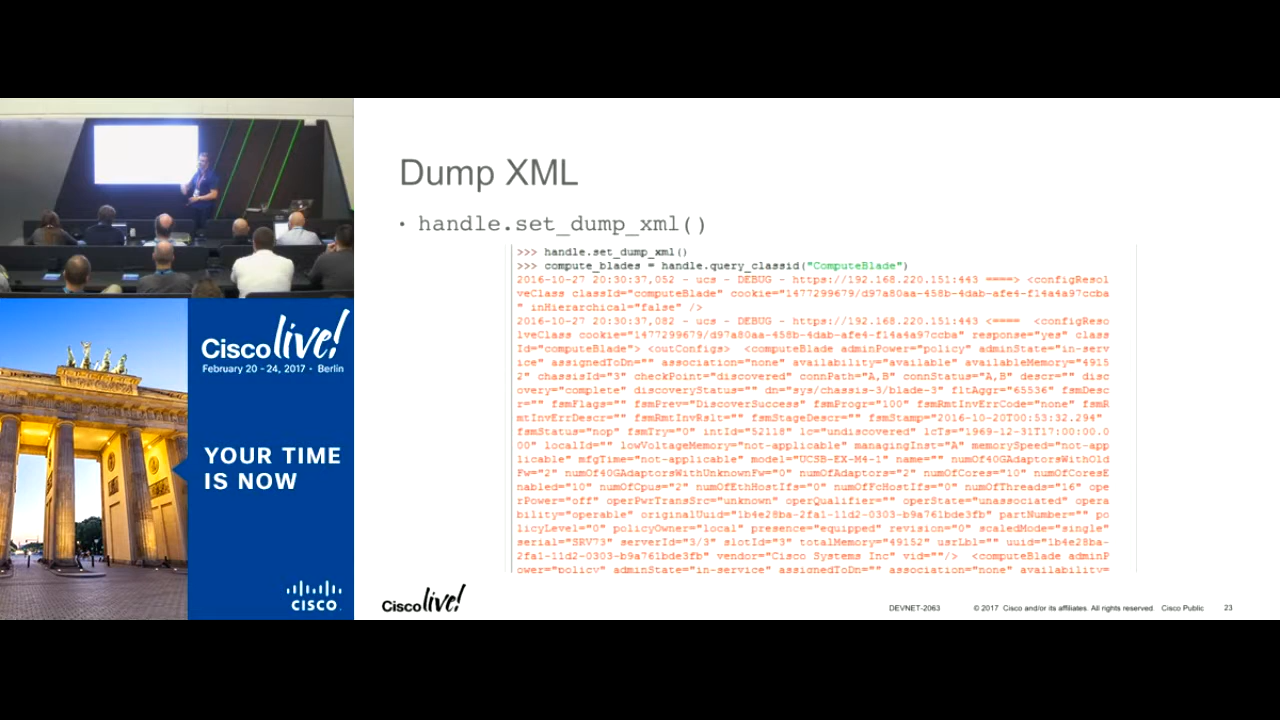 Dump XML
• handle.set_dump_xml()
>>> handle.set_dump_xml()
>>> compute_blades = handle.query_classid("ComputeBlade")
2016-10-27 20:30:37,052 - ucs - DEBUG - https://192.168.220.151:443 ====> <configResol
veClass classId="computeBlade" cookie="1477299679/d97a80aa-458b-4dab-afe4-f14a4a97ccba
" inHierarchical="false" />
2016-10-27 20:30:37,082 - ucs - DEBUG - https://192.168.220.151:443 <==== <configReso
lveClass cookie="1477299679/d97a80aa-458b-4dab-afe4-f14a4a97ccba" response="yes" class
Id="computeBlade"> <outConfigs> <computeBlade adminPower="policy" adminState="in-serv
ice" assignedToDn="" association="none" availability="available" availableMemory="4915
2" chassisId="3" checkPoint="discovered" connPath="A,B" connStatus="A,B" descr="" disc
overy="complete" discoveryStatus="" dn="sys/chassis-3/blade-3" fltAggr="65536" fsmDesc
r="" fsmFlags="" fsmPrev="DiscoverSuccess" fsmProgr="100" fsmRmtInvErrCode="none" fsmR
mtInvErrDescr="" fsmRmtInvRslt="" fsmStageDescr="" fsmStamp="2016-10-20T00:53:32.294"
fsmStatus="nop" fsmTry="0" intId="52118" lc="undiscovered" lcTs="1969-12-31T17:00:00.0
00" localId="" lowVoltageMemory="not-applicable" managingInst="A" memorySpeed="not-app
licable" mfgTime="not-applicable" model="UCSB-EX-M4-1" name="" numOf40GAdaptorsWithOld
Fw="2" numOf40GAdaptorsWithUnknownFw="0" numOfAdaptors="2" numOfCores="10" numOfCoresE
nabled="10" numOfCpus="2" numOfEthHostIfs="0" numOfFcHostIfs="0" numOfThreads="16" ope
rPower="off" operPwrTransSrc="unknown" operQualifier="" operState="unassociated" opera
bility="operable" originalUuid="1b4e28ba-2fa1-11d2-0303-b9a761bde3fb" partNumber="" po
licyLevel="0" policyOwner="local" presence="equipped" revision="0" scaledMode="single"
serial="SRV73" serverId="3/3" slotId="3" totalMemory="49152" usrLbl="" uuid="1b4e28ba-
2fa1-11d2-0303-b9a761bde3fb" vendor="Cisco Systems Inc" vid=""/> <computeBlade adminP
ower="policy" adminState="in-service" assignedToDn="" association="none" availability=
Cisco live!
February 20 - 24, 2017 • Berlin
YOUR TIME
IS NOW
CISCO
Cisco live!
DEVNET-2063 © 2017 Cisco and/or its affiliates. All rights reserved. Cisco Public 23